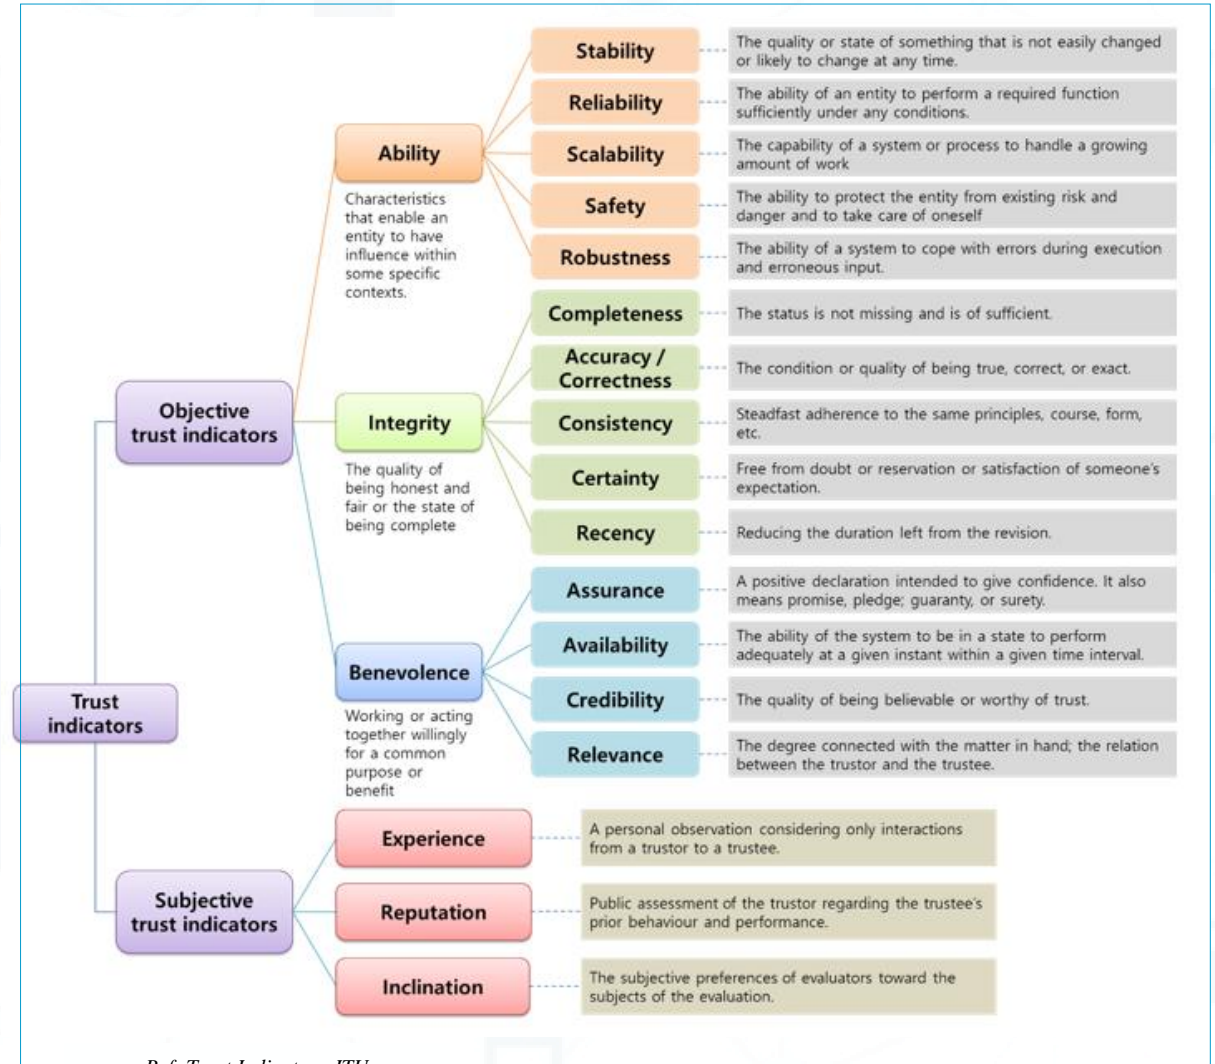 Stability
The quality or state of something that is not easily changed
or likely to change at any time.
Reliability
The ability of an entity to perform a required function
sufficiently under any conditions.
Ability
Scalability
The capability of a system or process to handle a growing
amount of work
Characteristics
that enable an
entity to have
influence within
some specific
contexts.
Safety
The ability to protect the entity from existing risk and
danger and to take care of oneself
Robustness
The ability of a system to cope with errors during execution
and erroneous input.
Completeness
The status is not missing and is of sufficient.
Accuracy /
Correctness
The condition or quality of being true, correct, or exact.
Objective
trust indicators
Integrity
Consistency
Steadfast adherence to the same principles, course, form,
etc.
The quality of
being honest and
fair or the state of
being complete
Certainty
Free from doubt or reservation or satisfaction of someone's
expectation.
Recency
Reducing the duration left from the revision.
Assurance
A positive declaration intended to give confidence. It also
means promise, pledge; guaranty, or surety.
Availability
The ability of the system to be in a state to perform
adequately at a given instant within a given time interval.
Benevolence
Credibility
The quality of being believable or worthy of trust.
Trust
indicators
Working or acting
together willingly
for a common
purpose or
benefit
Relevance
The degree connected with the matter in hand; the relation
between the trustor and the trustee.
Experience
A personal observation considering only interactions
from a trustor to a trustee.
Subjective
trust indicators
Reputation
Public assessment of the trustor regarding the trustee's
prior behaviour and performance.
Inclination
The subjective preferences of evaluators toward the
subjects of the evaluation.